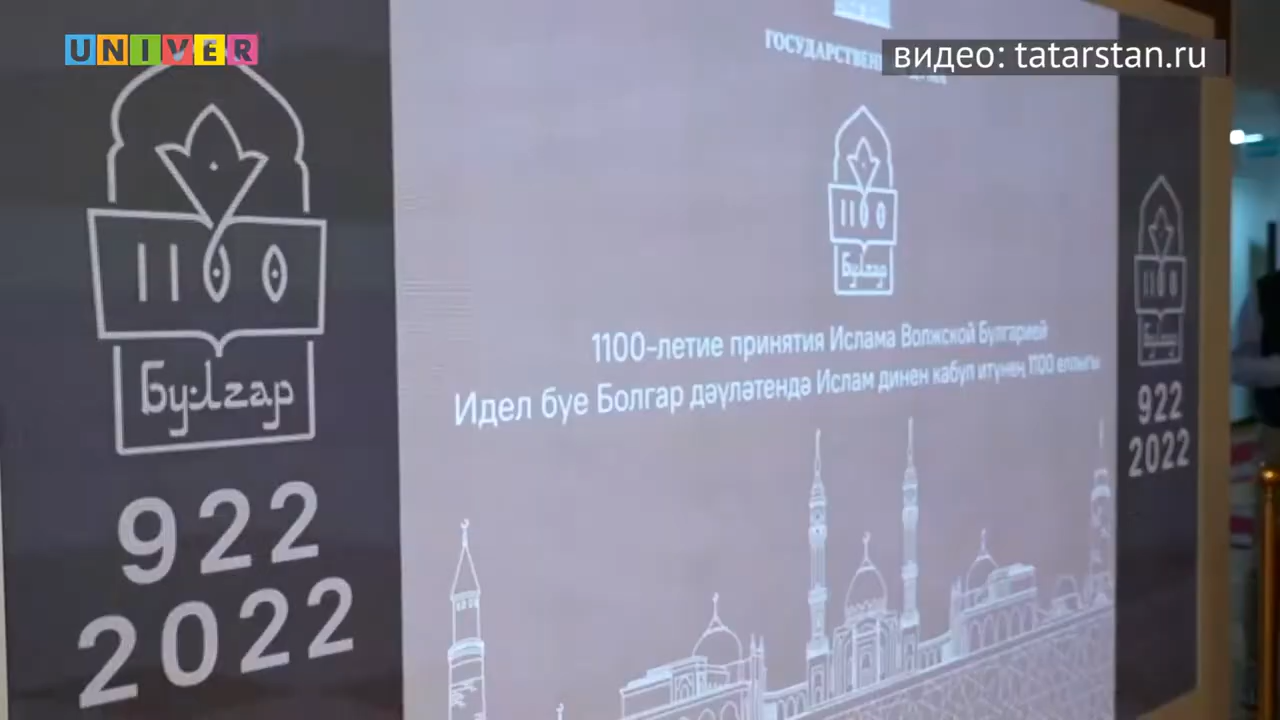 UNIVER
видео: tatarstan.ru
1100
Булгар
922
2022
1100
Булгар
1100-летие принятия Ислама Волжской Булгарией
Идел буе Болгар дәүләтендә Ислам динен кабул итүнең 1100 еллыгы
1100
Булгар
922
2022